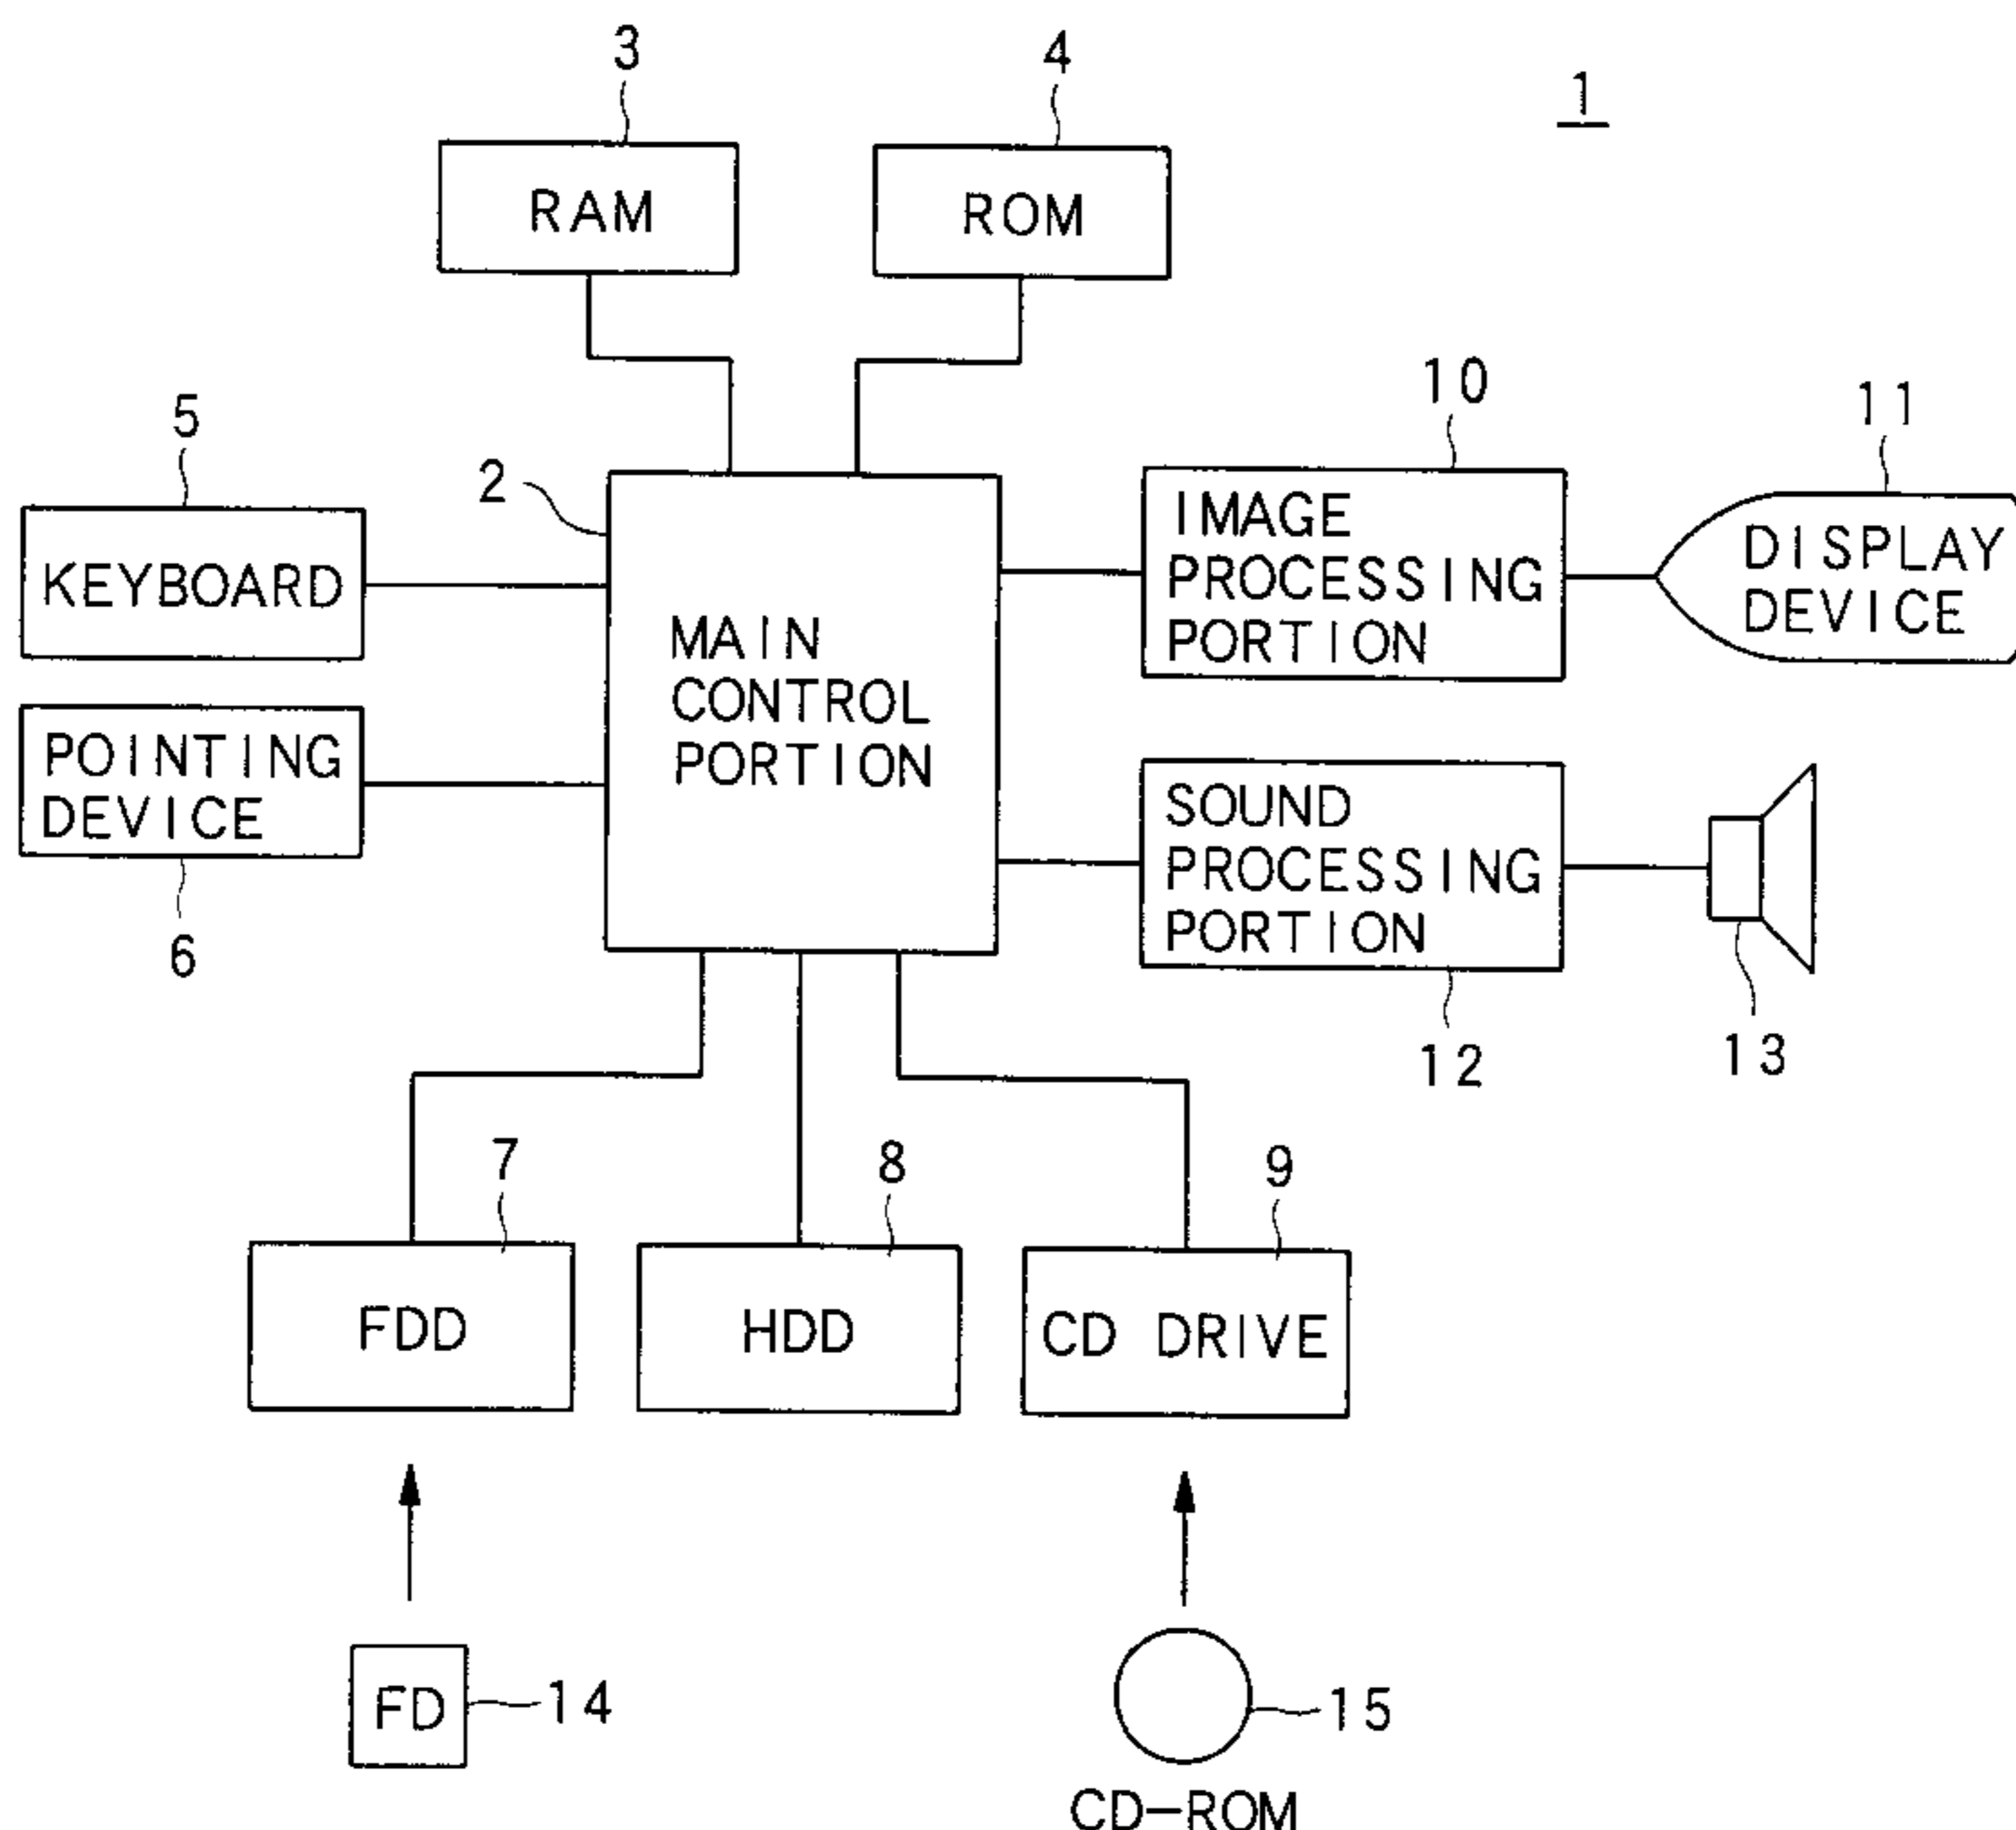 3
4
1
RAM
ROM
10
11
5
2
KEYBOARD
IMAGE
PROCESSING
PORTION
DISPLAY
DEVICE
MAIN
CONTROL
PORTION
POINTING
DEVICE
6
SOUND
PROCESSING
PORTION
12
13
7
8
9
FDD
HDD
CD DRIVE
FD
14
15
CD-ROM